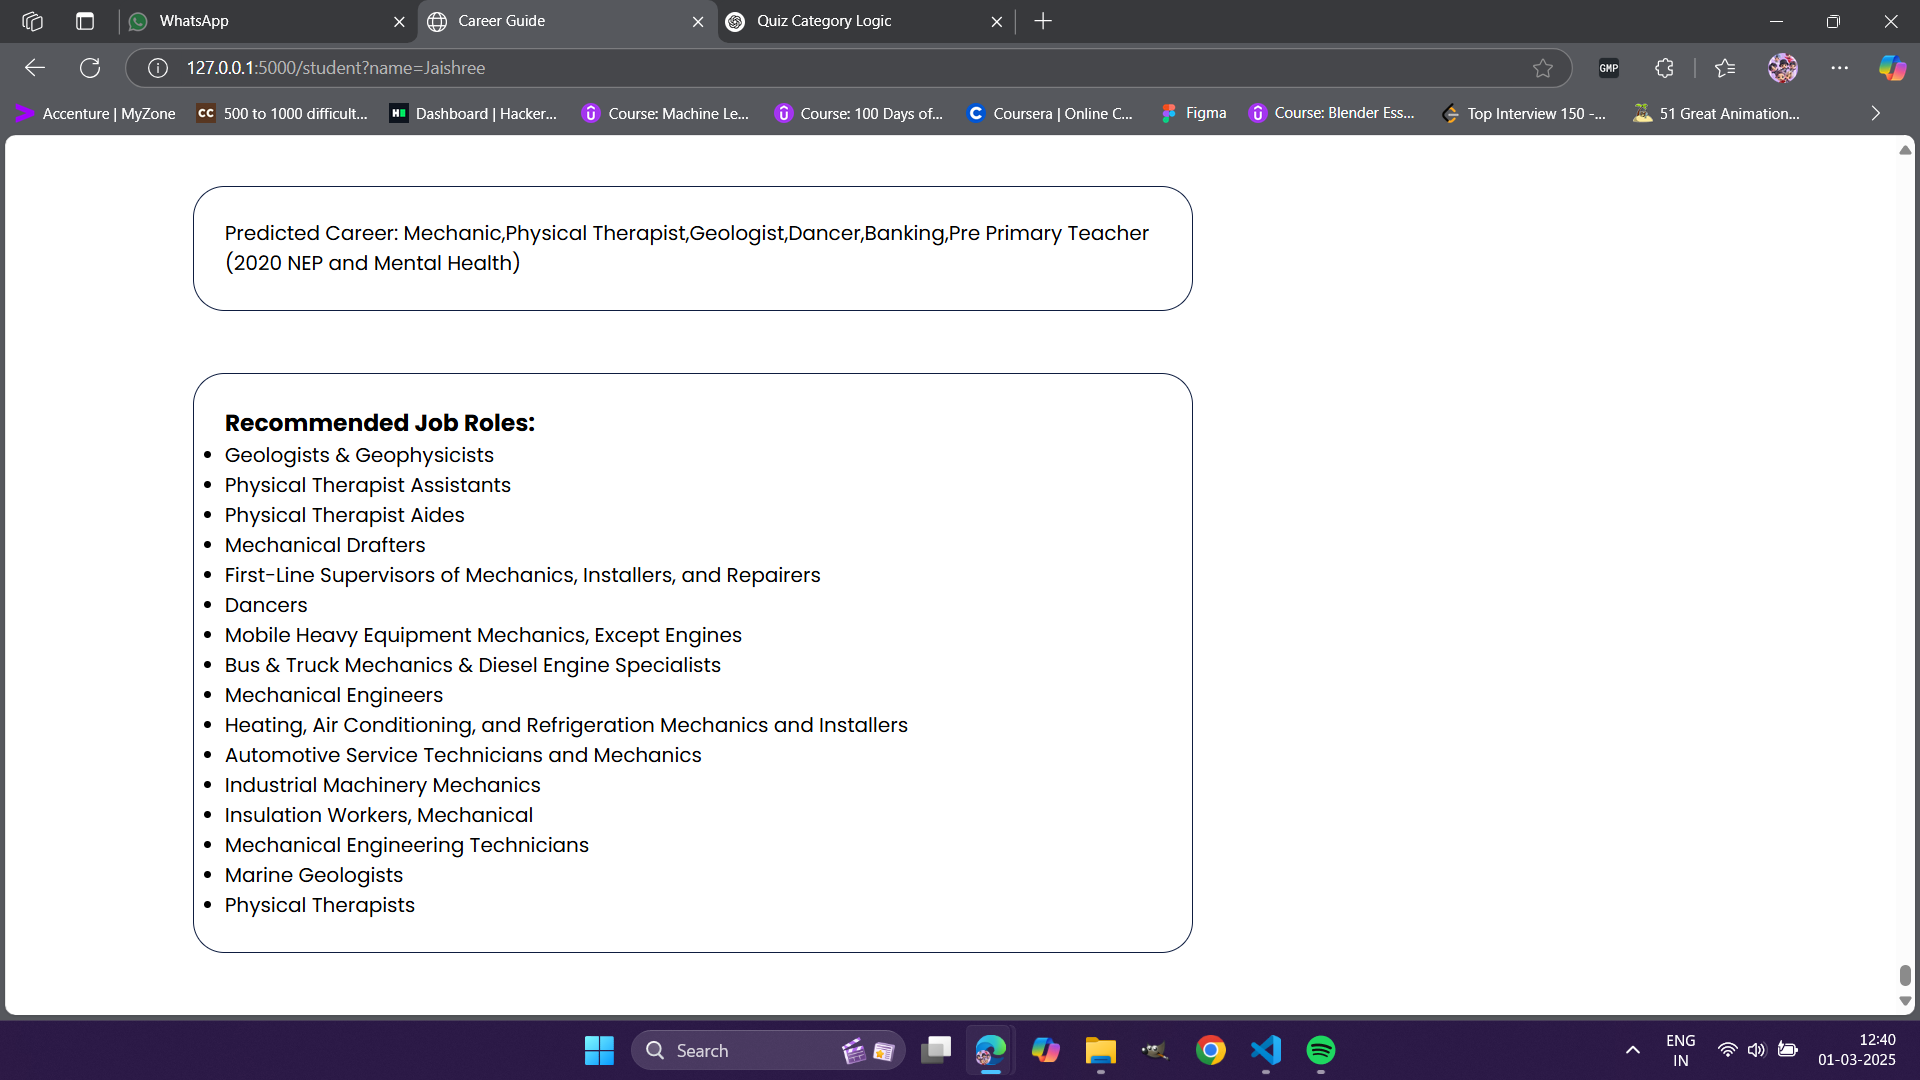 WhatsApp
Career Guide
Quiz Category Logic
127.0.0.1:5000/student?name=Jaishree
GMP
Accenture | MyZone
CC 500 to 1000 difficult...
H Dashboard | Hacker...
Course: Machine Le...
Course: 100 Days of...
Coursera | Online C...
Figma
Course: Blender Ess...
Top Interview 150 -...
51 Great Animation...
Predicted Career: Mechanic,Physical Therapist,Geologist,Dancer,Banking,Pre Primary Teacher
(2020 NEP and Mental Health)
Recommended Job Roles:
• Geologists & Geophysicists
• Physical Therapist Assistants
• Physical Therapist Aides
• Mechanical Drafters
• First-Line Supervisors of Mechanics, Installers, and Repairers
• Dancers
• Mobile Heavy Equipment Mechanics, Except Engines
• Bus & Truck Mechanics & Diesel Engine Specialists
• Mechanical Engineers
• Heating, Air Conditioning, and Refrigeration Mechanics and Installers
• Automotive Service Technicians and Mechanics
• Industrial Machinery Mechanics
• Insulation Workers, Mechanical
• Mechanical Engineering Technicians
• Marine Geologists
• Physical Therapists
Search
ENG
IN
12:40
01-03-2025